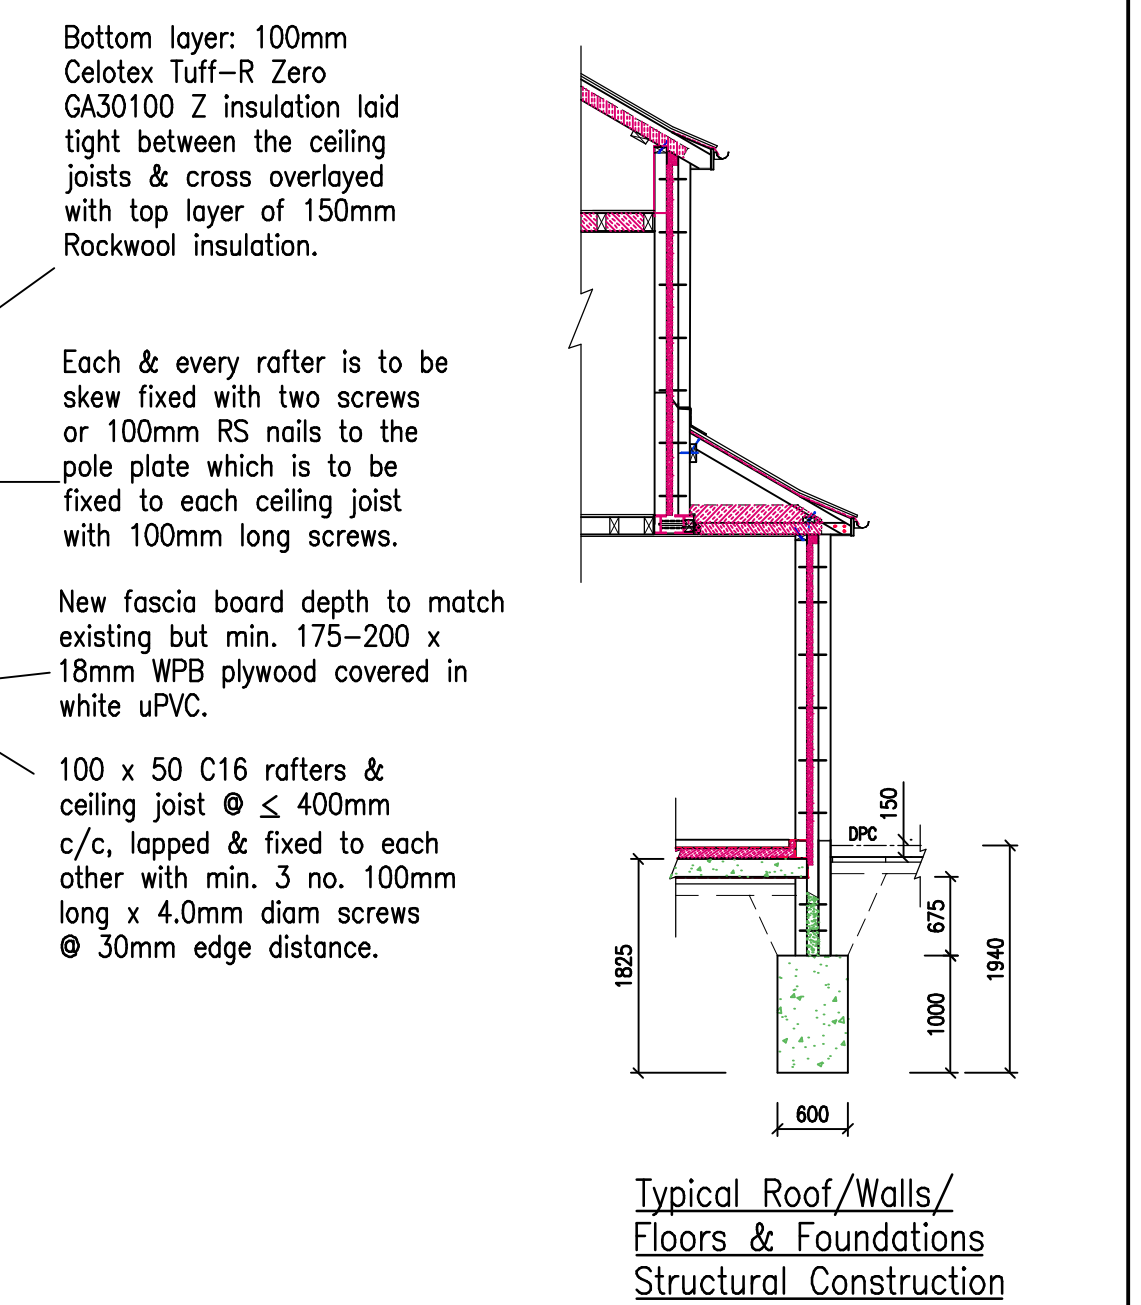 Bottom layer: 100mm
Celotex Tuff-R Zero
GA30100 Z insulation laid
tight between the ceiling
joists & cross overlayed
with top layer of 150mm
Rockwool insulation.
Each & every rafter is to be
skew fixed with two screws
or 100mm RS nails to the
pole plate which is to be
fixed to each ceiling joist
with 100mm long screws.
New fascia board depth to match
existing but min. 175-200 x
18mm WPB plywood covered in
white uPVC.
100 x 50 C16 rafters &
ceiling joist @ ≤ 400mm
c/c, lapped & fixed to each
other with min. 3 no. 100mm
long x 4.0mm diam screws
@ 30mm edge distance.
150
DPC
675
1825
1940
1000
600
Typical Roof/Walls/
Floors & Foundations
Structural Construction